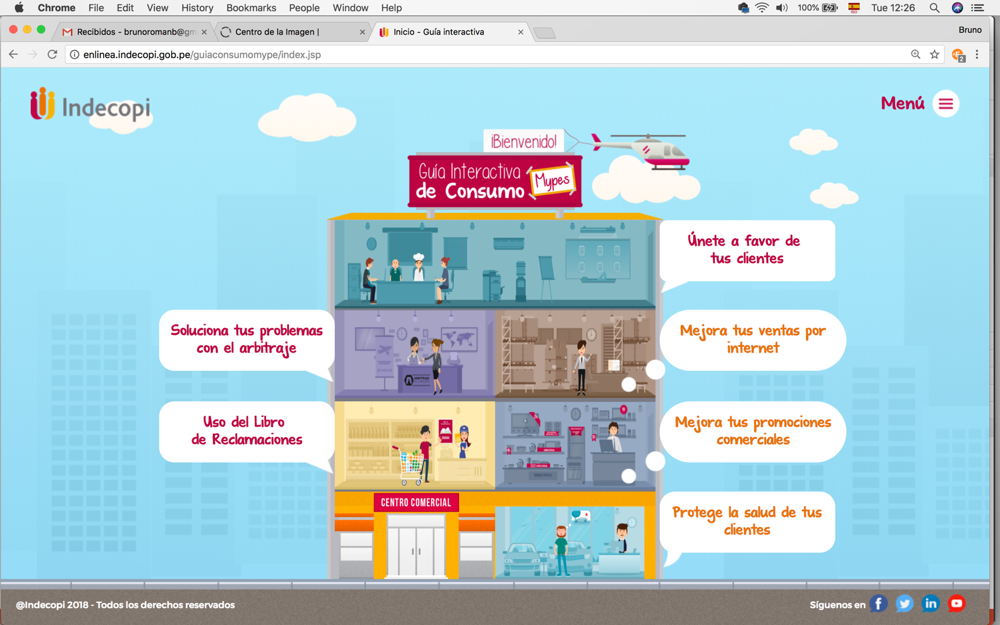 Chrome File Edit View History Bookmarks People Window Help
100% ISO Tue 12:26
Recibidos - brunoromanb@gm
Centro de la Imagen |
Inicio - Guía interactiva
Bruno
enlinea.indecopi.gob.pe/guiaconsumomype/index.jsp
2
Indecopi
Menú
¡Bienvenido!
Guía Interactiva
de Consumo
Mypes
Únete a favor de
tus clientes
Soluciona tus problemas
con el arbitraje
Mejora tus ventas por
internet
ARBITRAJE
Uso del Libro
de Reclamaciones
Mejora tus promociones
comerciales
CENTRO COMERCIAL
Protege la salud de tus
clientes
@Indecopi 2018 - Todos los derechos reservados
Síguenos en